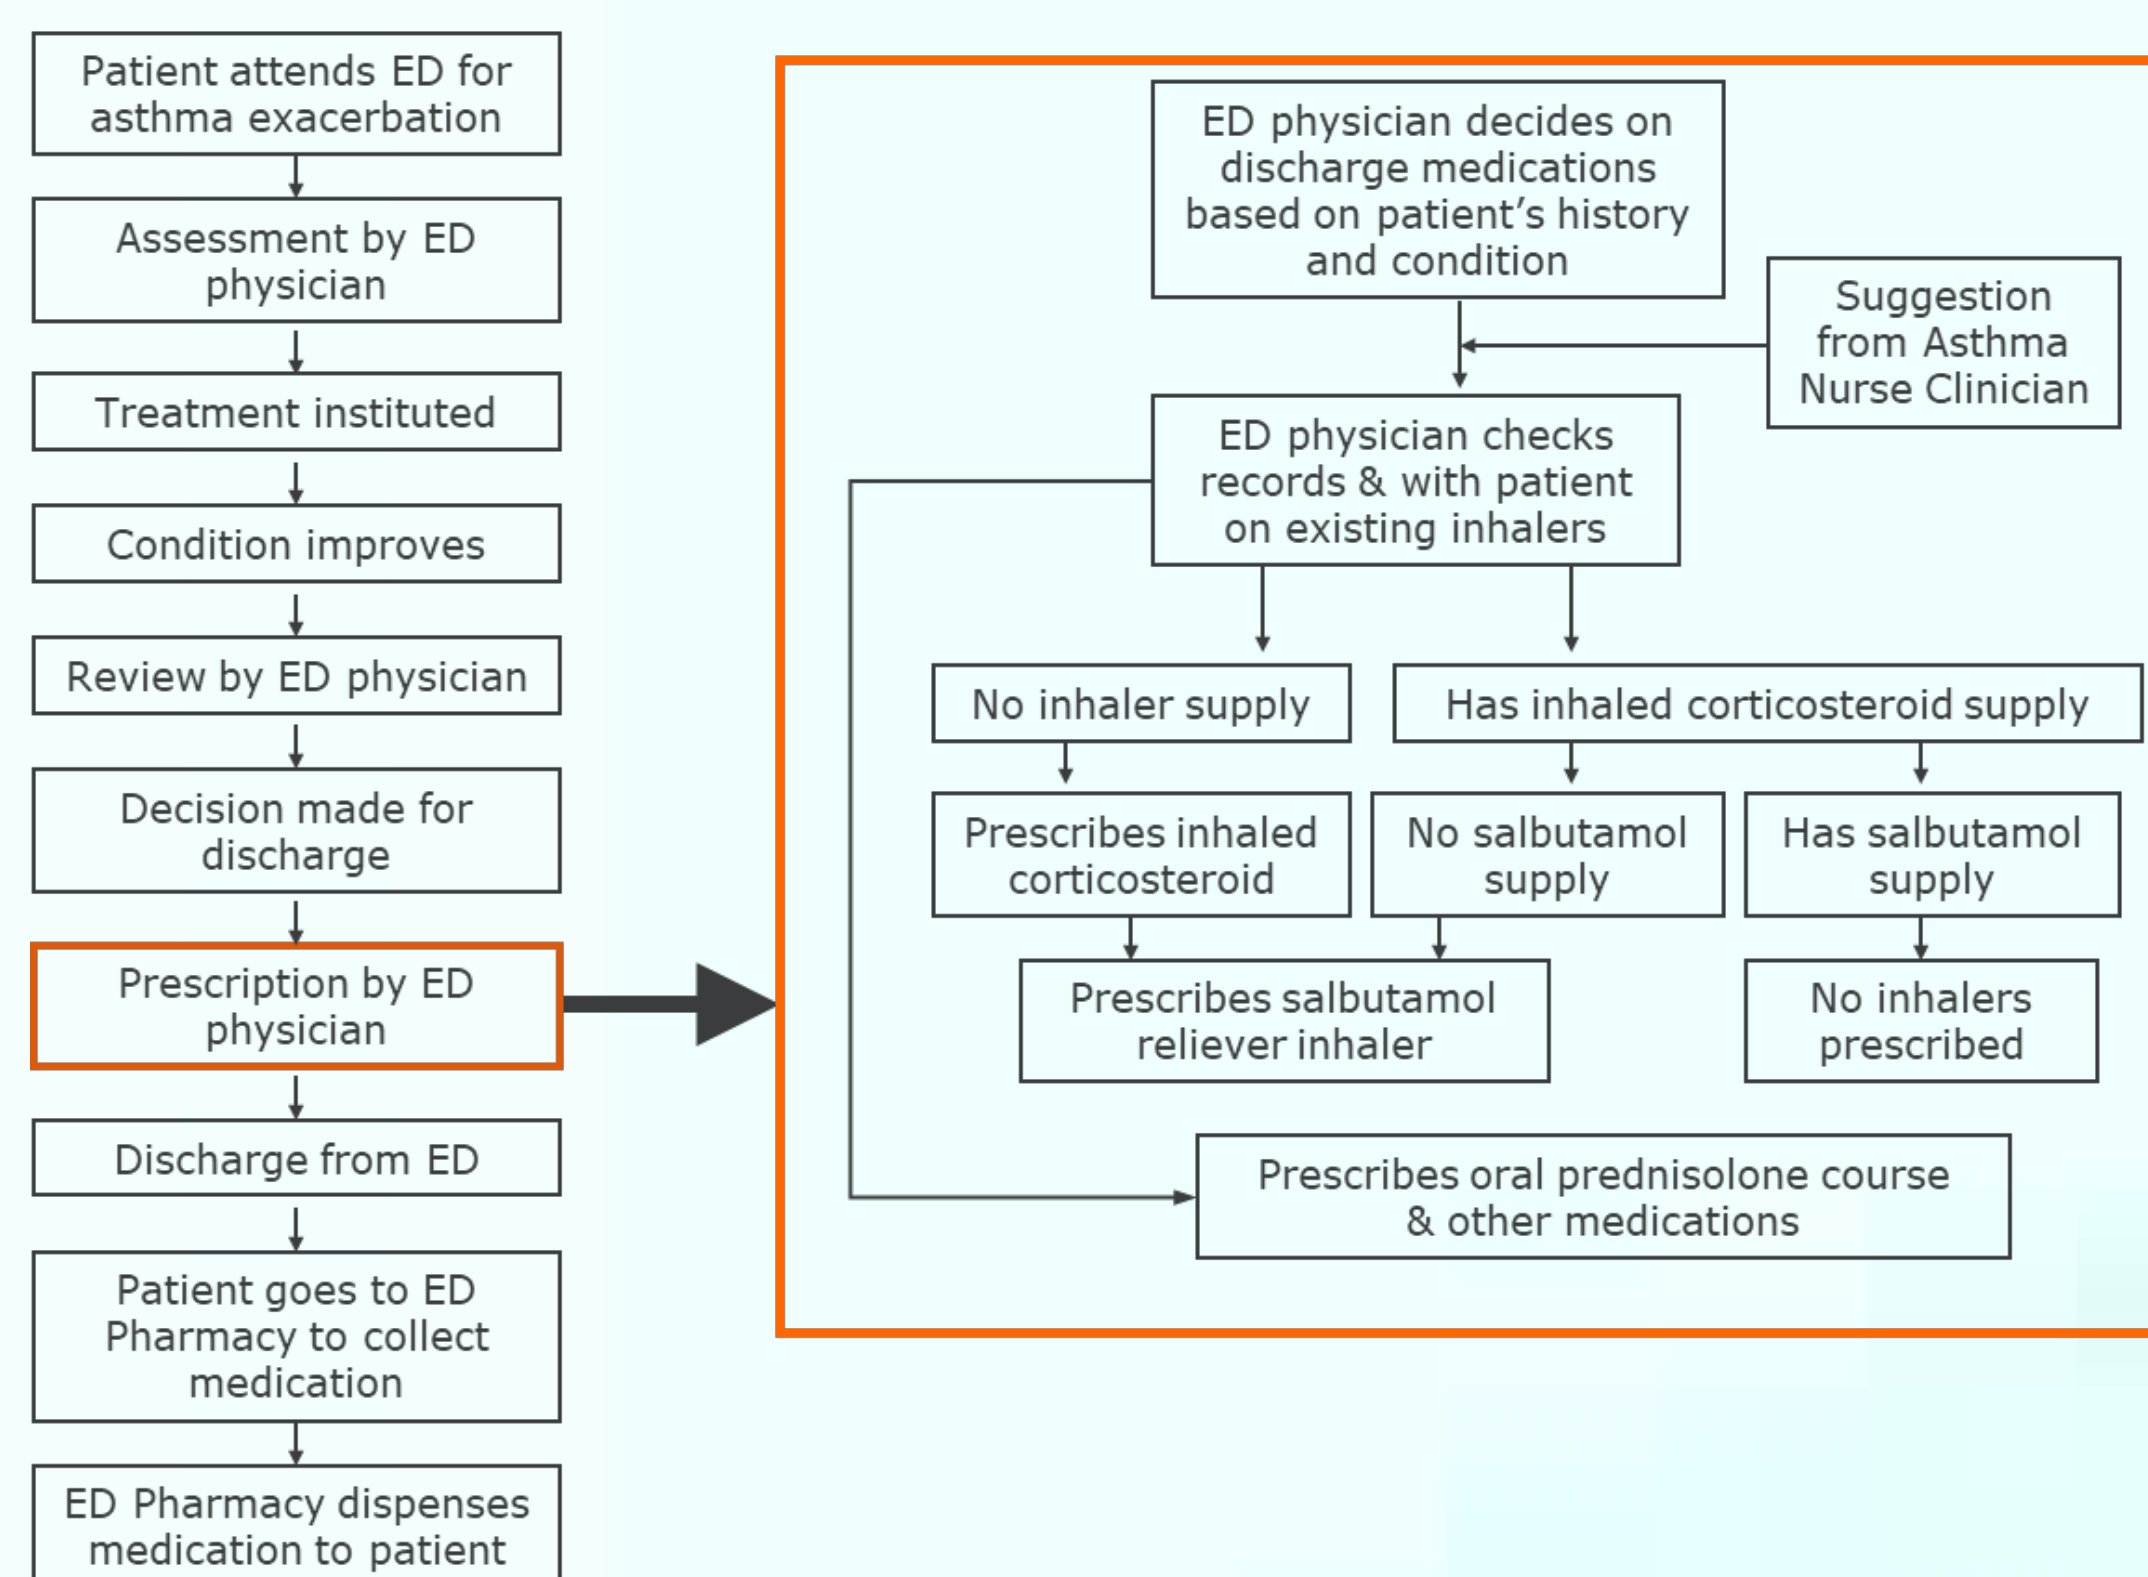 Patient attends ED for
asthma exacerbation
Assessment by ED
physician
Treatment instituted
Condition improves
Review by ED physician
Decision made for
discharge
Prescription by ED
physician
Discharge from ED
Patient goes to ED
Pharmacy to collect
medication
ED Pharmacy dispenses
medication to patient
ED physician decides on
discharge medications
based on patient’s history
and condition
Suggestion
from Asthma
Nurse Clinician
ED physician checks
records & with patient
on existing inhalers
No inhaler supply
Has inhaled corticosteroid supply
Prescribes inhaled
corticosteroid
No salbutamol
supply
Has salbutamol
supply
Prescribes salbutamol
reliever inhaler
No inhalers
prescribed
Prescribes oral prednisolone course
& other medications